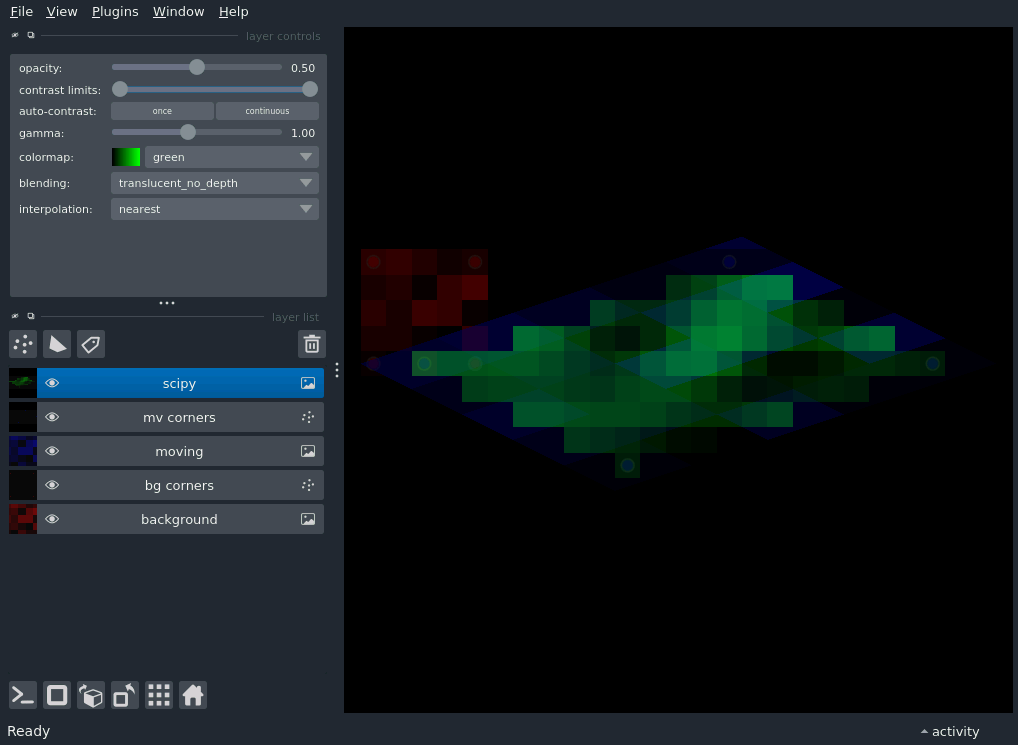 File View Plugins Window Help
layer controls
opacity: 0.50
contrast limits:
auto-contrast: once continuous
gamma: 1.00
colormap: green
blending: translucent_no_depth
interpolation: nearest
layer list
scipy
mv corners
moving
bg corners
background
Ready activity